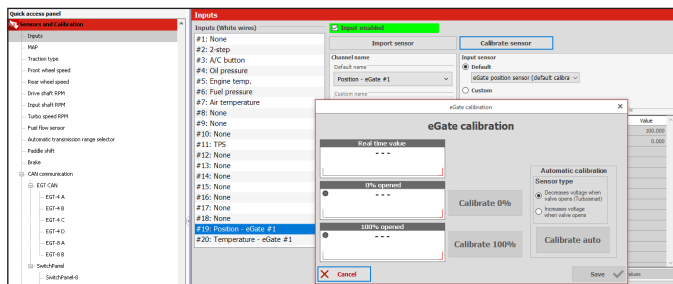 Quick access panel
Sensors and Calibration
Inputs
MAP
Traction type
Front wheel speed
Rear wheel speed
Drive shaft RPM
Input shaft RPM
Turbo speed RPM
Fuel flow sensor
Automatic transmission range selector
Paddle shift
Brake
CAN communication
EGT CAN
EGT-4 A
EGT-4 B
EGT-4 C
EGT-4 D
EGT-8 A
EGT-8 B
SwitchPanel
SwitchPanel-8
Inputs
Inputs (White wires)
#1: None
#2: 2-step
#3: A/C button
#4: Oil pressure
#5: Engine temp.
#6: Fuel pressure
#7: Air temperature
#8: None
#9: None
#10: None
#11: TPS
#12: None
#13: None
#14: None
#15: None
#16: None
#17: None
#18: None
#19: Position - eGate #1
#20: Temperature - eGate #1
Input enabled
Import sensor
Calibrate sensor
Channel name
Default name
Position - eGate #1
Custom name
Input sensor
Default
eGate position sensor (default calibra
Custom
Value
100.000
0.000
eGate calibration
eGate calibration
Real time value
---
0% opened
---
Calibrate 0%
100% opened
---
Calibrate 100%
Automatic calibration
Sensor type
Decreases voltage when
valve opens (Turbosmart)
Increases voltage
when valve opens
Calibrate auto
Cancel
Save